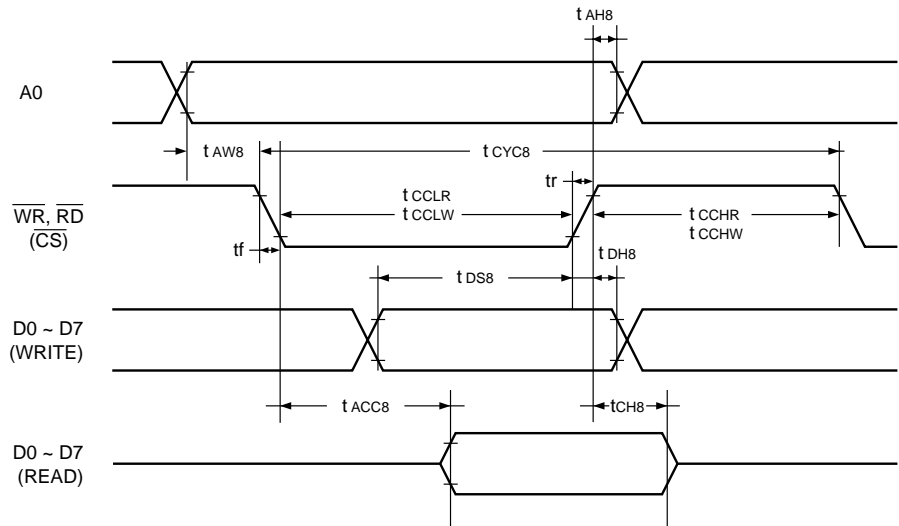 t AH8
A0
t AW8
t CYC8
tr
t CCLR
t CCLW
t CCHR
t CCHW
WR, RD
(CS)
tf
t DH8
t DS8
D0 ~ D7
(WRITE)
t ACC8
tCH8
D0 ~ D7
(READ)